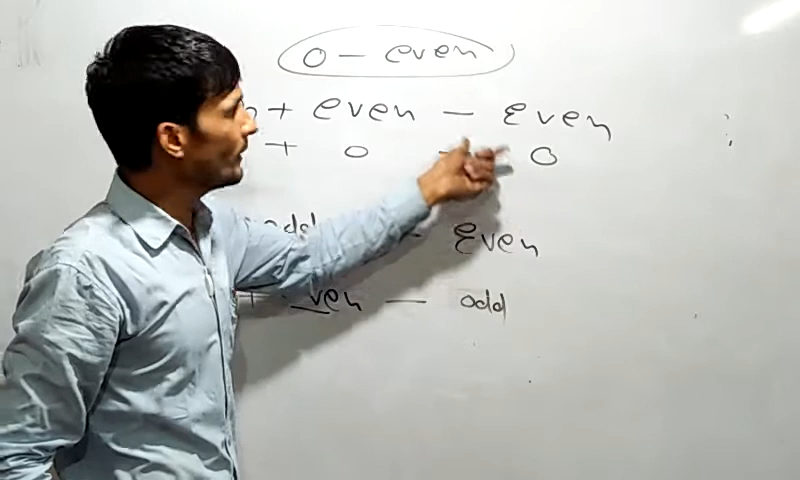 0 — even
+ even — Even
+ 0 — 0
odd — Even
+ even — odd